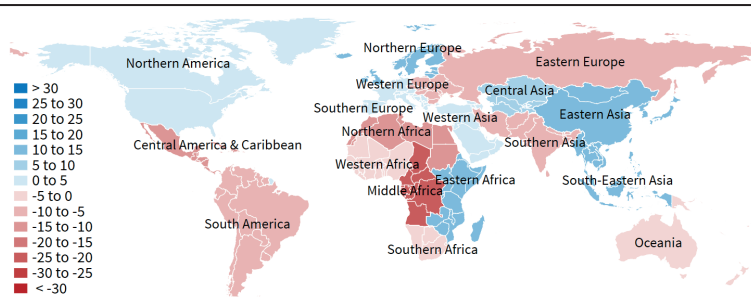 Northern Europe
Northern America
Eastern Europe
Western Europe
Central Asia
> 30
25 to 30
20 to 25
15 to 20
10 to 15
5 to 10
0 to 5
-5 to 0
-10 to -5
-15 to -10
-20 to -15
-25 to -20
-30 to -25
< -30
Southern Europe
Western Asia
Eastern Asia
Northern Africa
Central America & Caribbean
Southern Asia
Western Africa
Eastern Africa
South-Eastern Asia
Middle Africa
South America
Oceania
Southern Africa